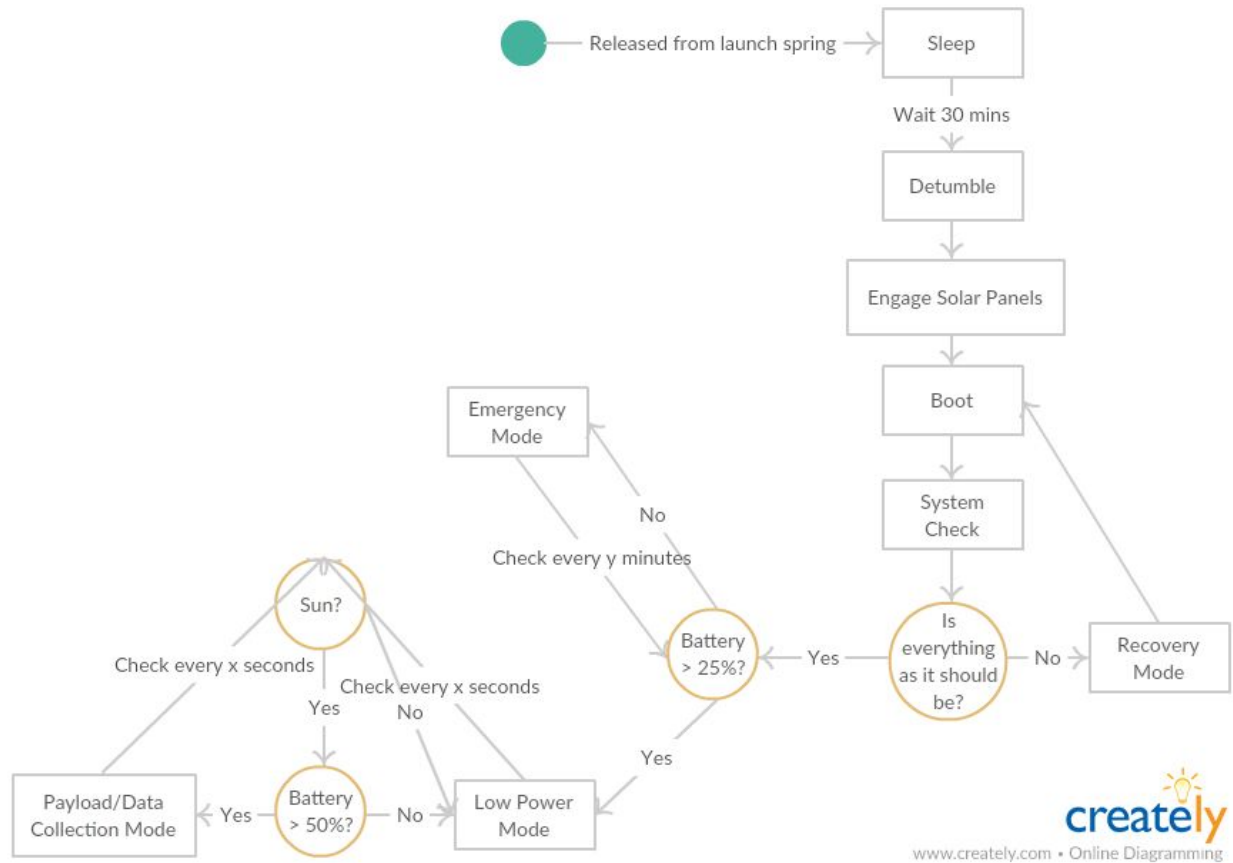 Released from launch spring
Sleep
Wait 30 mins
Detumble
Engage Solar Panels
Boot
Emergency
Mode
System
Check
No
Check every y minutes
Sun?
Is
everything
as it should
be?
Battery
> 25%?
Yes
No
Recovery
Mode
Check every x seconds
Check every x seconds
Yes
No
Yes
Payload/Data
Collection Mode
Yes
Battery
> 50%?
No
Low Power
Mode
creately
www.creately.com • Online Diagramming